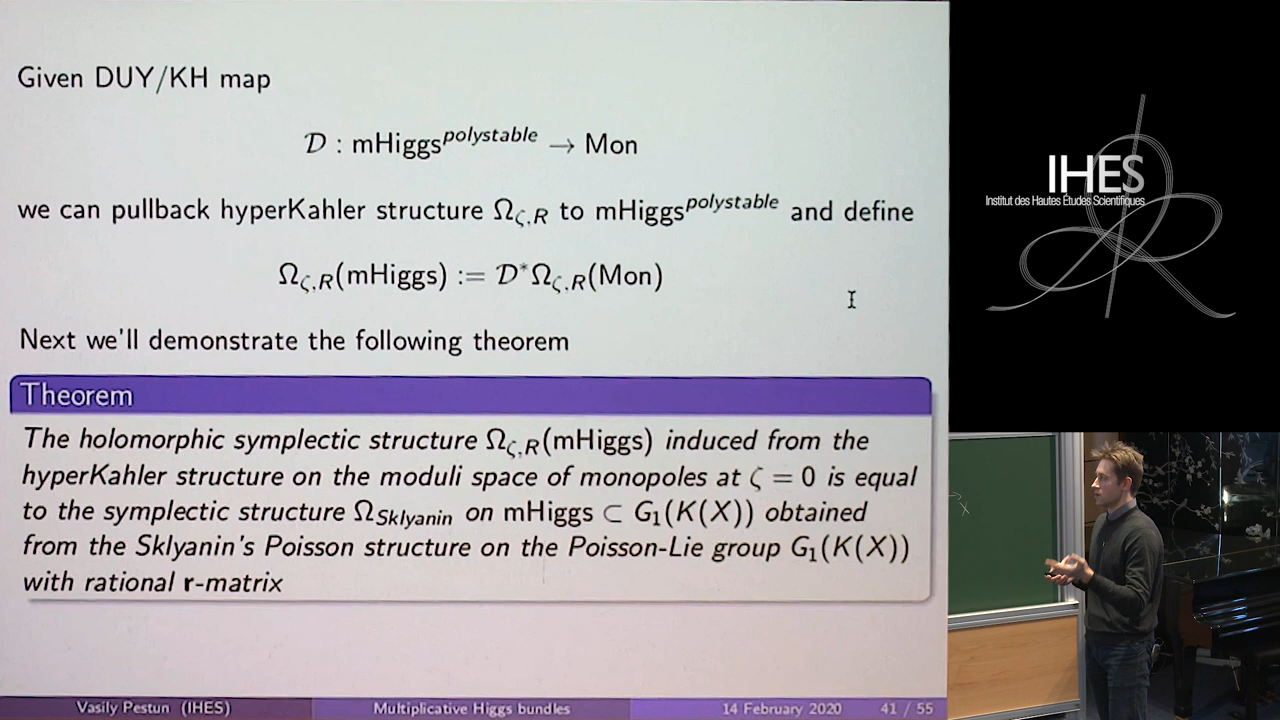 Given DUY/KH map
𝒟 : mHiggs^polystable → Mon
we can pullback hyperKahler structure Ω_ζ,R to mHiggs^polystable and define
Ω_ζ,R(mHiggs) := 𝒟*Ω_ζ,R(Mon)
Next we'll demonstrate the following theorem
Theorem
The holomorphic symplectic structure Ω_ζ,R(mHiggs) induced from the
hyperKahler structure on the moduli space of monopoles at ζ = 0 is equal
to the symplectic structure Ω_Sklyanin on mHiggs ⊂ G₁(K(X)) obtained
from the Sklyanin's Poisson structure on the Poisson-Lie group G₁(K(X))
with rational r-matrix
Vasily Pestun (IHES) Multiplicative Higgs bundles 14 February 2020 41 / 55
IHES
Institut des Hautes Études Scientifiques